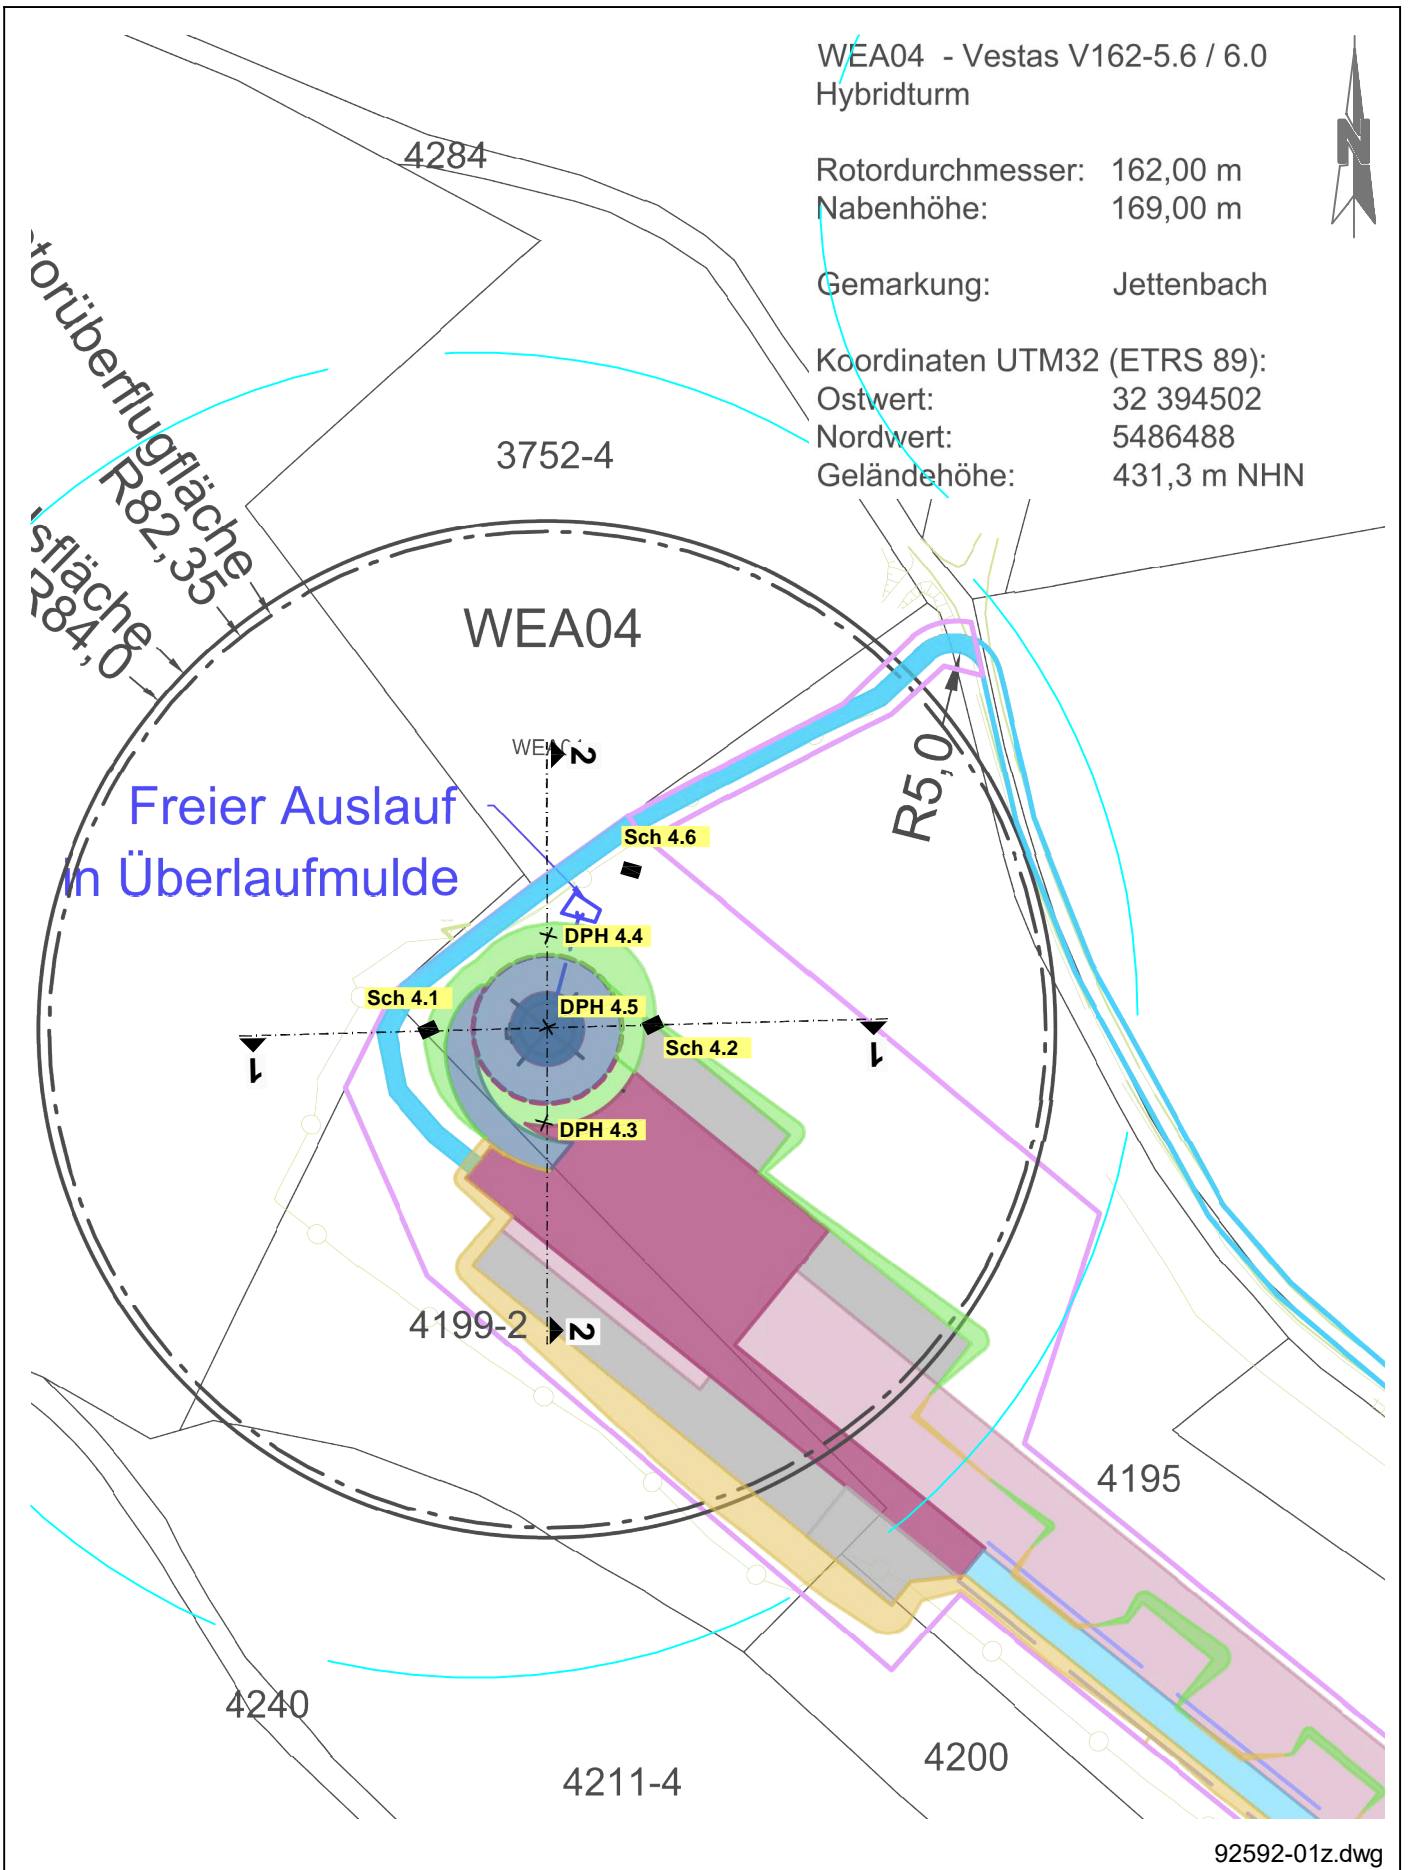 WEA04 - Vestas V162-5.6 / 6.0
Hybridturm
Rotordurchmesser: 162,00 m
Nabenhöhe: 169,00 m
Gemarkung: Jettenbach
Koordinaten UTM32 (ETRS 89):
Ostwert: 32 394502
Nordwert: 5486488
Geländehöhe: 431,3 m NHN
N
4284
3752-4
torüberflugfläche
R82,35
sfläche
R84,0
WEA04
WEA04
2
R5,0
Freier Auslauf
in Überlaufmulde
Sch 4.6
DPH 4.4
Sch 4.1
DPH 4.5
Sch 4.2
1
1
DPH 4.3
4199-2
2
4195
4240
4200
4211-4
92592-01z.dwg